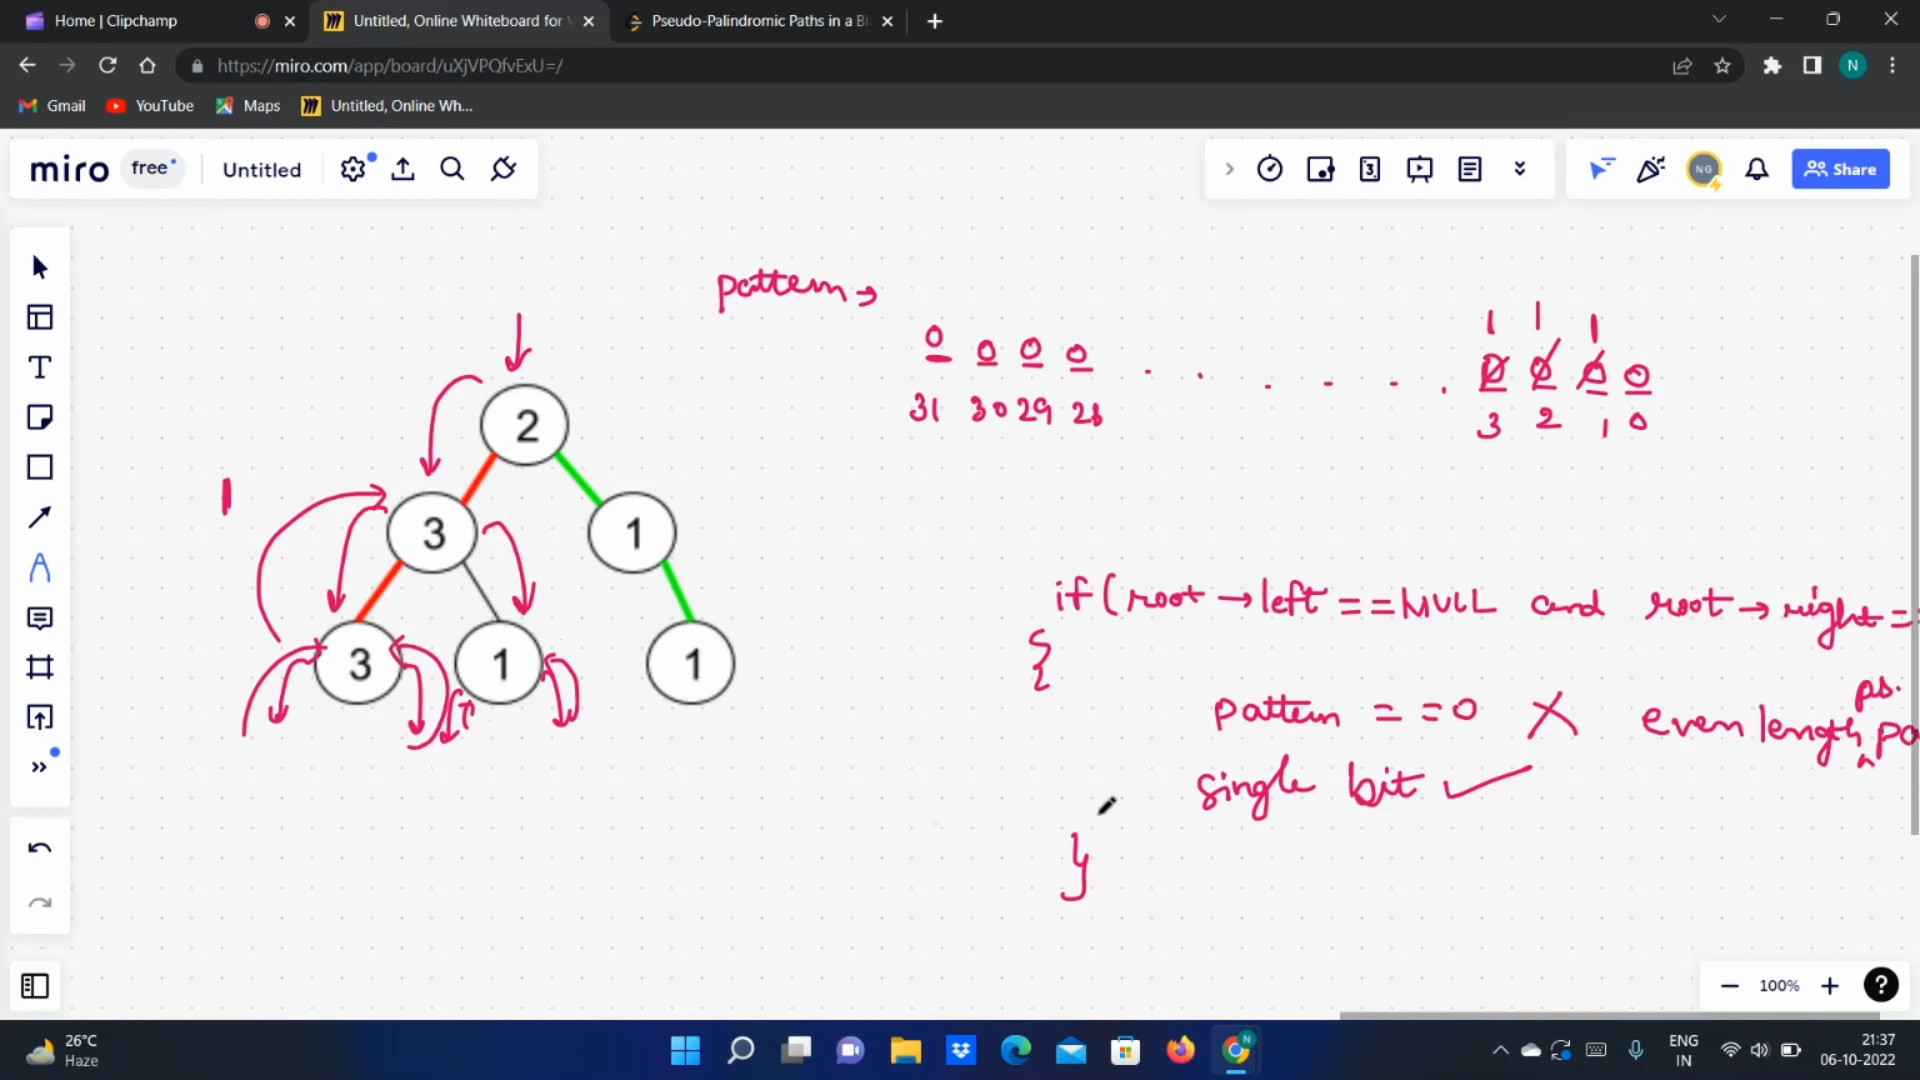 Home | Clipchamp
Untitled, Online Whiteboard for
Pseudo-Palindromic Paths in a Bi
https://miro.com/app/board/uXjVPQfvExU=/
N
Gmail
YouTube
Maps
Untitled, Online Wh...
miro
free
Untitled
3
NG
Share
pattern →
0 0 0 0 . . . . . . 0 0 0 0
1 1 1
31 30 29 28
3 2 1 0
2
3
1
3
1
1
1
if (root → left == NULL and root → right ==
{
pattern == 0 X even length ps. pa
single bit ✓
}
100%
?
26°C
Haze
ENG
IN
21:37
06-10-2022